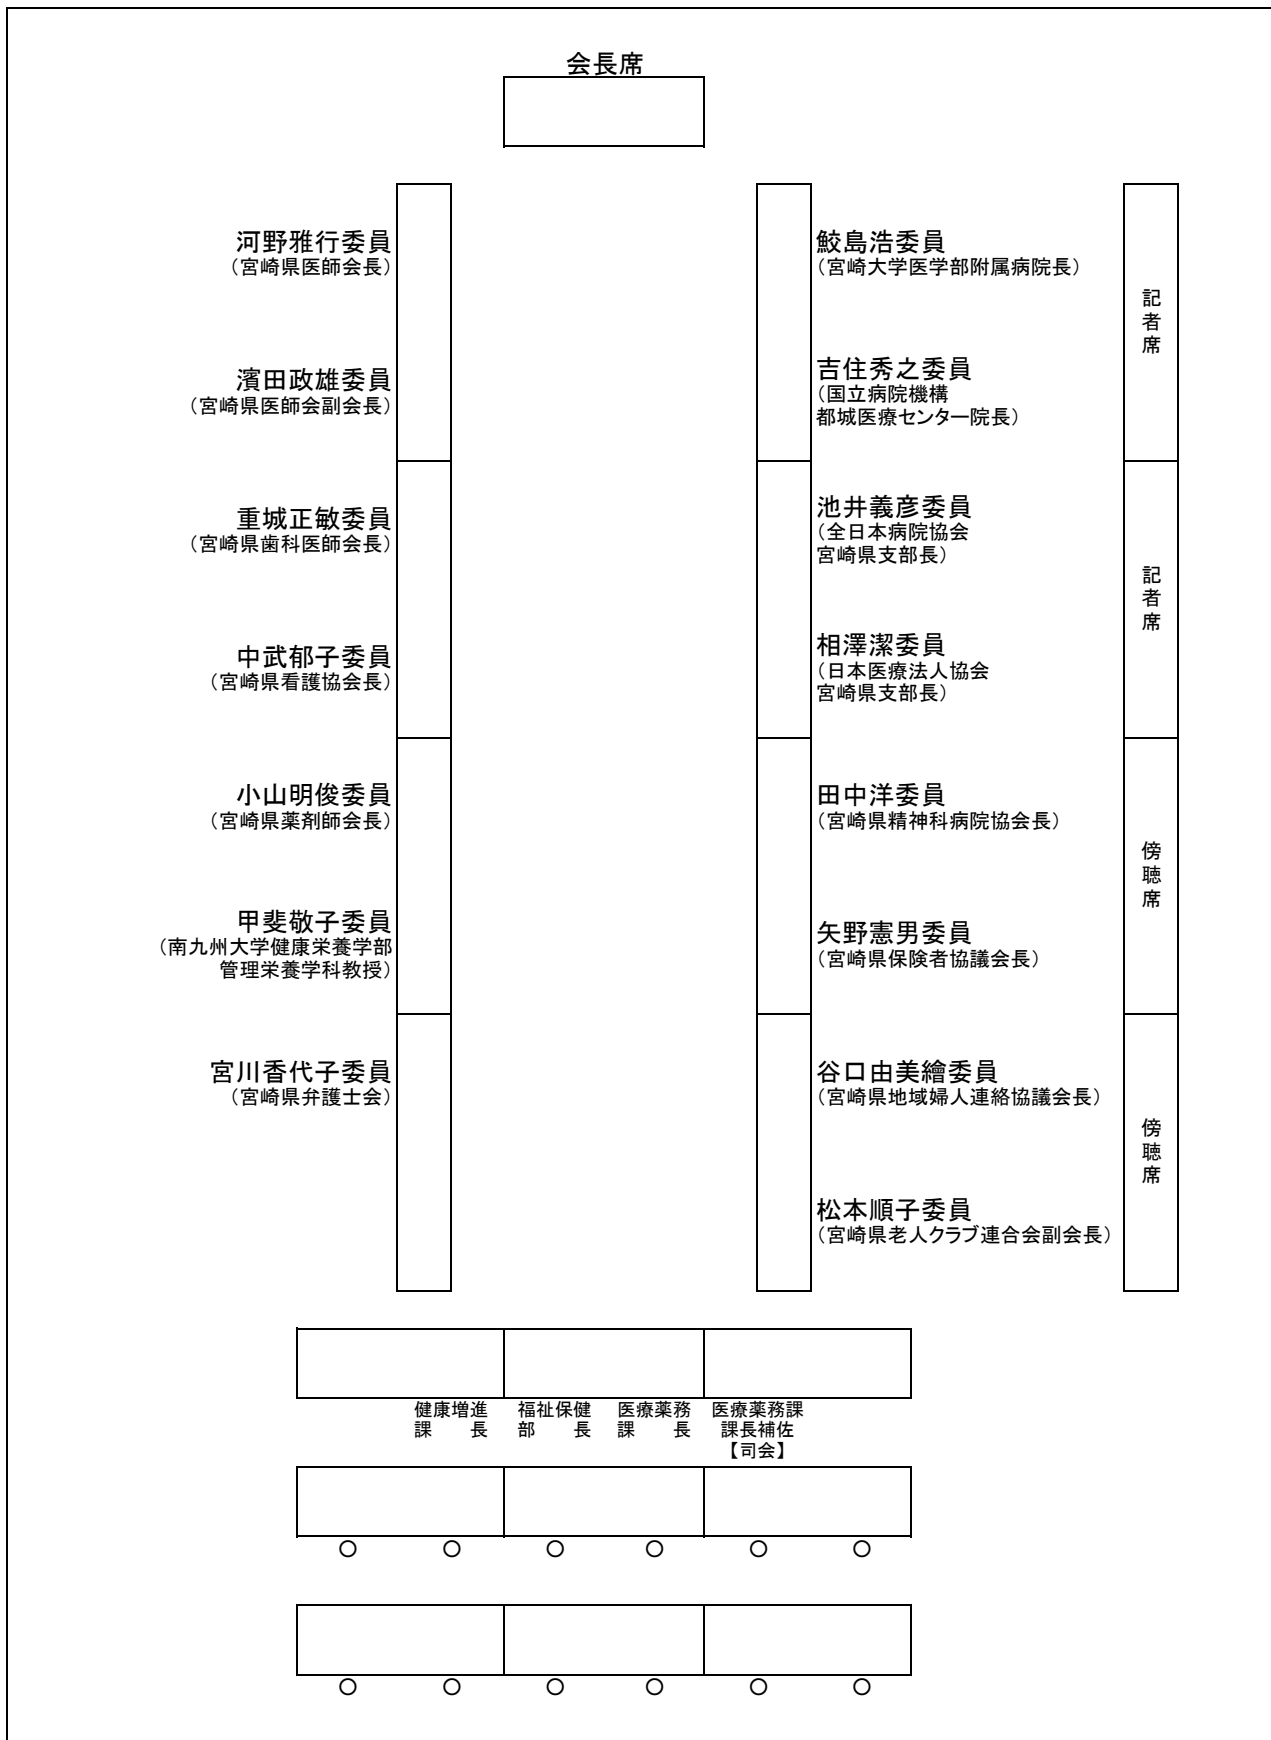 会長席
河野雅行委員
（宮崎県医師会長）
濱田政雄委員
（宮崎県医師会副会長）
重城正敏委員
（宮崎県歯科医師会長）
中武郁子委員
（宮崎県看護協会長）
小山明俊委員
（宮崎県薬剤師会長）
甲斐敬子委員
（南九州大学健康栄養学部
管理栄養学科教授）
宮川香代子委員
（宮崎県弁護士会）
鮫島浩委員
（宮崎大学医学部附属病院長）
吉住秀之委員
（国立病院機構
都城医療センター院長）
池井義彦委員
（全日本病院協会
宮崎県支部長）
相澤潔委員
（日本医療法人協会
宮崎県支部長）
田中洋委員
（宮崎県精神科病院協会長）
矢野憲男委員
（宮崎県保険者協議会長）
谷口由美繪委員
（宮崎県地域婦人連絡協議会長）
松本順子委員
（宮崎県老人クラブ連合会副会長）
記者席
記者席
傍聴席
傍聴席
健康増進
課　　長
福祉保健
部　　長
医療薬務
課　　長
医療薬務課
課長補佐
【司会】
○ ○ ○ ○ ○ ○
○ ○ ○ ○ ○ ○